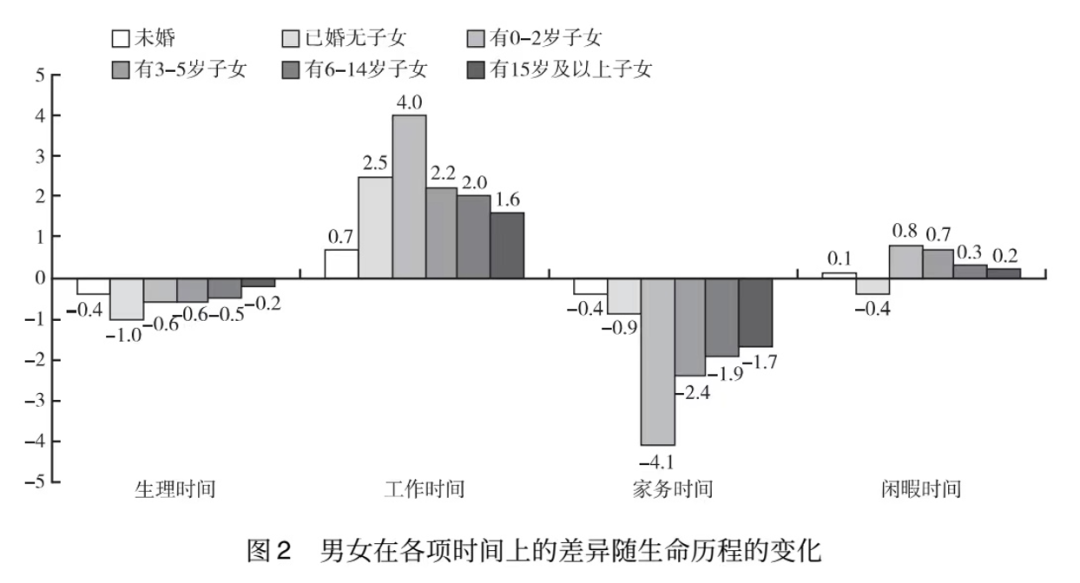 未婚 已婚无子女 有0–2岁子女
有3–5岁子女 有6–14岁子女 有15岁及以上子女
5
4
3
2
1
0
–1
–2
–3
–4
–5
–0.4 –1.0 –0.6 –0.6 –0.5 –0.2
0.7 2.5 4.0 2.2 2.0 1.6
–0.4 –0.9 –4.1 –2.4 –1.9 –1.7
0.1 –0.4 0.8 0.7 0.3 0.2
生理时间 工作时间 家务时间 闲暇时间
图2 男女在各项时间上的差异随生命历程的变化